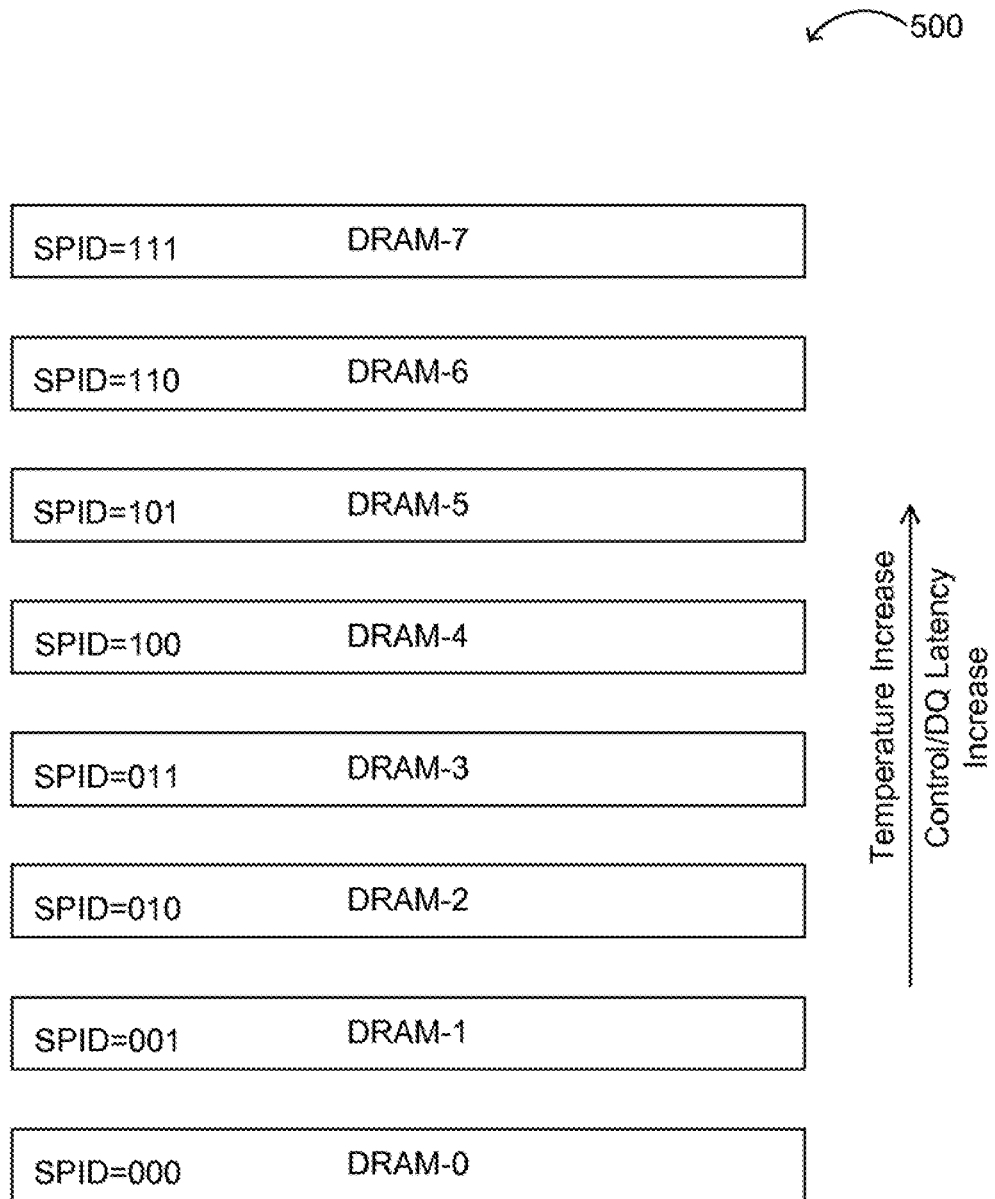 500
SPID=111 DRAM-7
SPID=110 DRAM-6
SPID=101 DRAM-5
SPID=100 DRAM-4
SPID=011 DRAM-3
SPID=010 DRAM-2
SPID=001 DRAM-1
SPID=000 DRAM-0
Temperature Increase
Control/DQ Latency
Increase